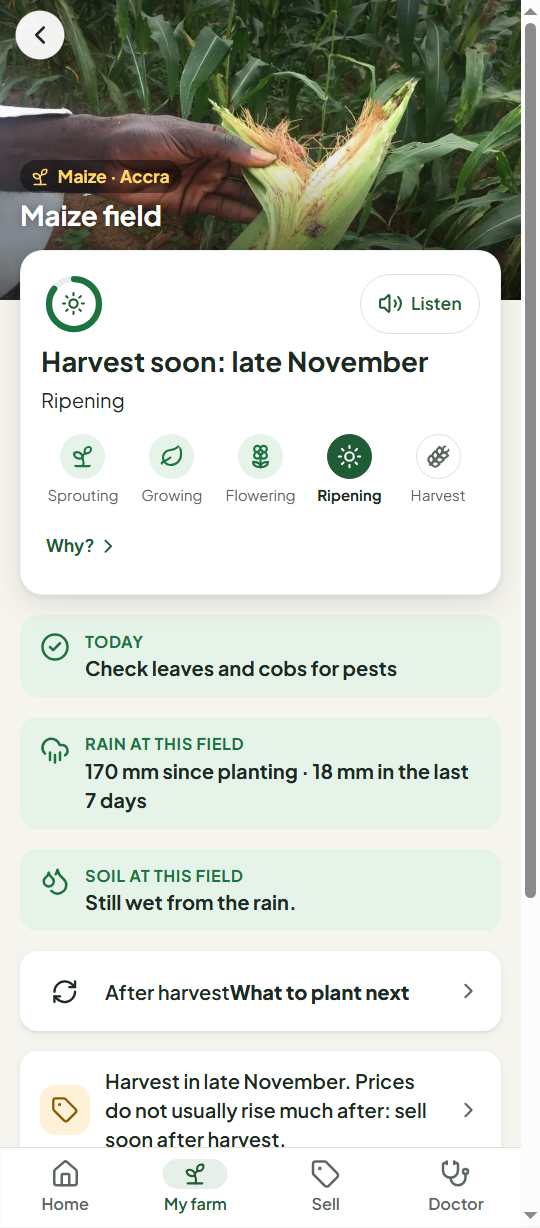 Maize · Accra
Maize field
Listen
Harvest soon: late November
Ripening
Sprouting
Growing
Flowering
Ripening
Harvest
Why?
TODAY
Check leaves and cobs for pests
RAIN AT THIS FIELD
170 mm since planting · 18 mm in the last
7 days
SOIL AT THIS FIELD
Still wet from the rain.
After harvestWhat to plant next
Harvest in late November. Prices
do not usually rise much after: sell
soon after harvest.
Home
My farm
Sell
Doctor